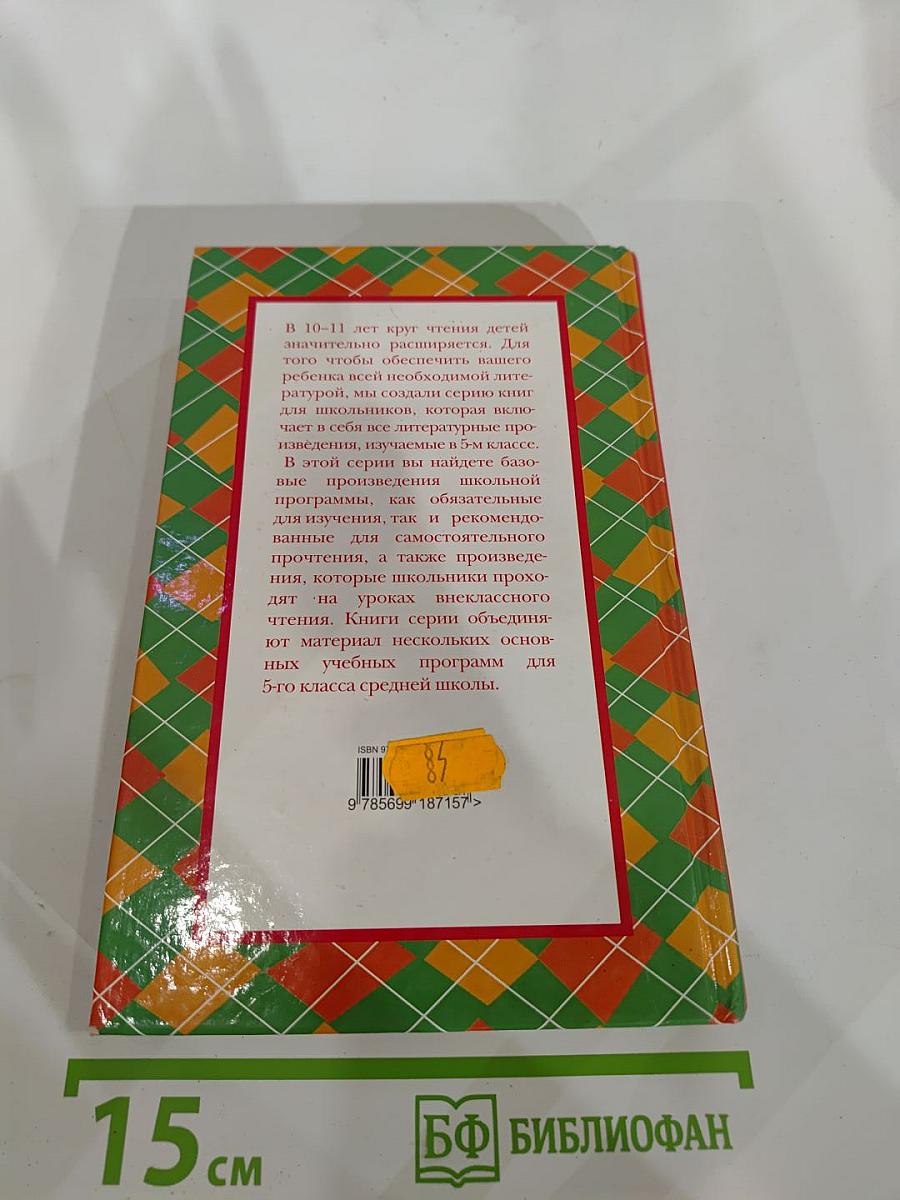 В 10–11 лет круг чтения детей
значительно расширяется. Для
того чтобы обеспечить вашего
ребенка всей необходимой лите-
ратурой, мы создали серию книг
для школьников, которая вклю-
чает в себя все литературные про-
изведения, изучаемые в 5-м классе.
В этой серии вы найдете базо-
вые произведения школьной
программы, как обязательные
для изучения, так и рекомендо-
ванные для самостоятельного
прочтения, а также произведе-
ния, которые школьники прохо-
дят на уроках внеклассного
чтения. Книги серии объединя-
ют материал нескольких основ-
ных учебных программ для
5-го класса средней школы.
ISBN 97
84
9 785699 187157 >
15 см
БФ БИБЛИОФАН